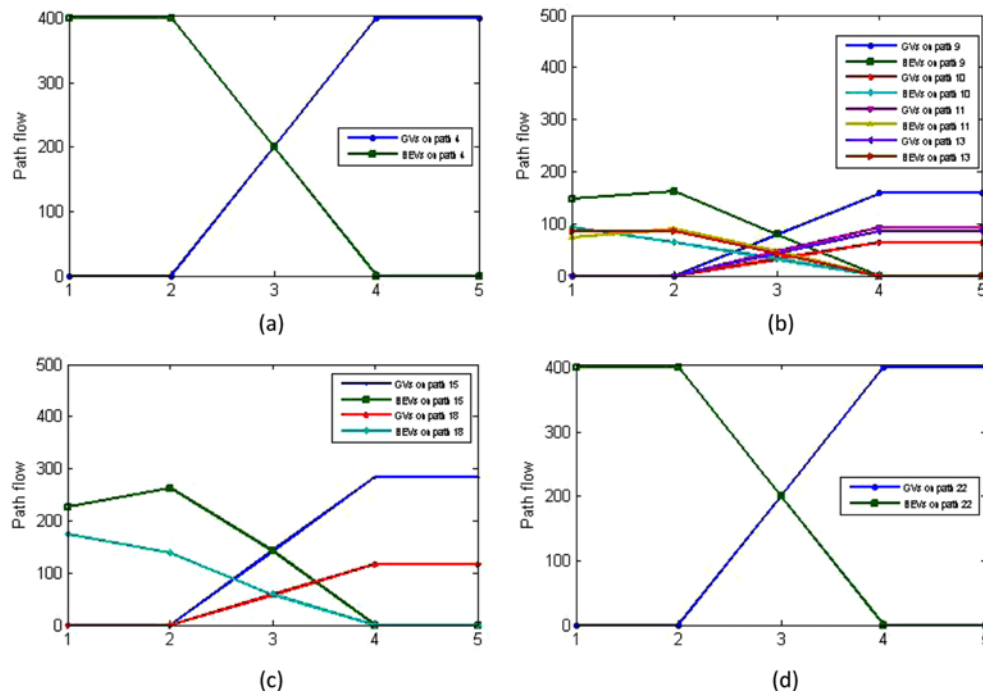 400
300
200
100
0
Path flow
GVs on path 4
BEVs on path 4
1 2 3 4 5
(a)
500
400
300
200
100
0
Path flow
GVs on path 9
BEVs on path 9
GVs on path 10
BEVs on path 10
GVs on path 11
BEVs on path 11
GVs on path 13
BEVs on path 13
1 2 3 4 5
(b)
500
400
300
200
100
0
Path flow
GVs on path 15
BEVs on path 15
GVs on path 18
BEVs on path 18
1 2 3 4 5
(c)
400
300
200
100
0
Path flow
GVs on path 22
BEVs on path 22
1 2 3 4
(d)